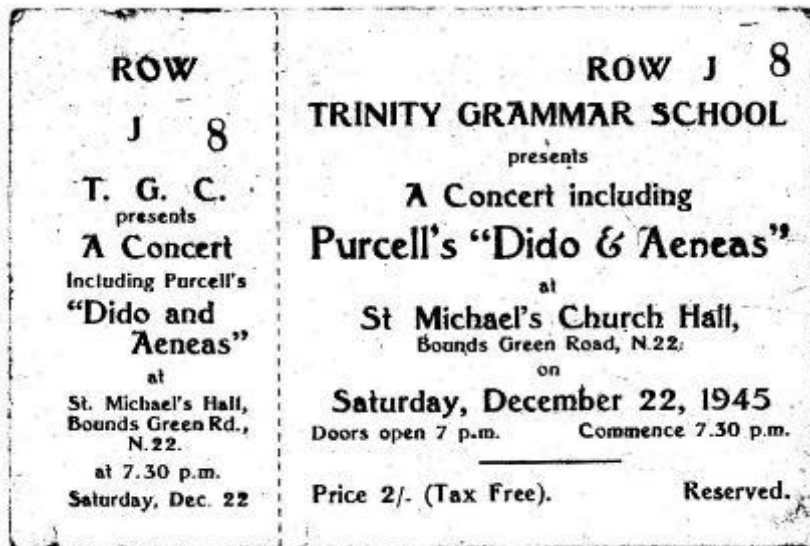 ROW
J 8
T. G. C.
presents
A Concert
Including Purcell's
"Dido and
Aeneas"
at
St. Michael's Hall,
Bounds Green Rd.,
N.22.
at 7.30 p.m.
Saturday, Dec. 22
ROW J 8
TRINITY GRAMMAR SCHOOL
presents
A Concert including
Purcell's "Dido & Aeneas"
at
St Michael's Church Hall,
Bounds Green Road, N.22.
on
Saturday, December 22, 1945
Doors open 7 p.m. Commence 7.30 p.m.
Price 2/- (Tax Free). Reserved.